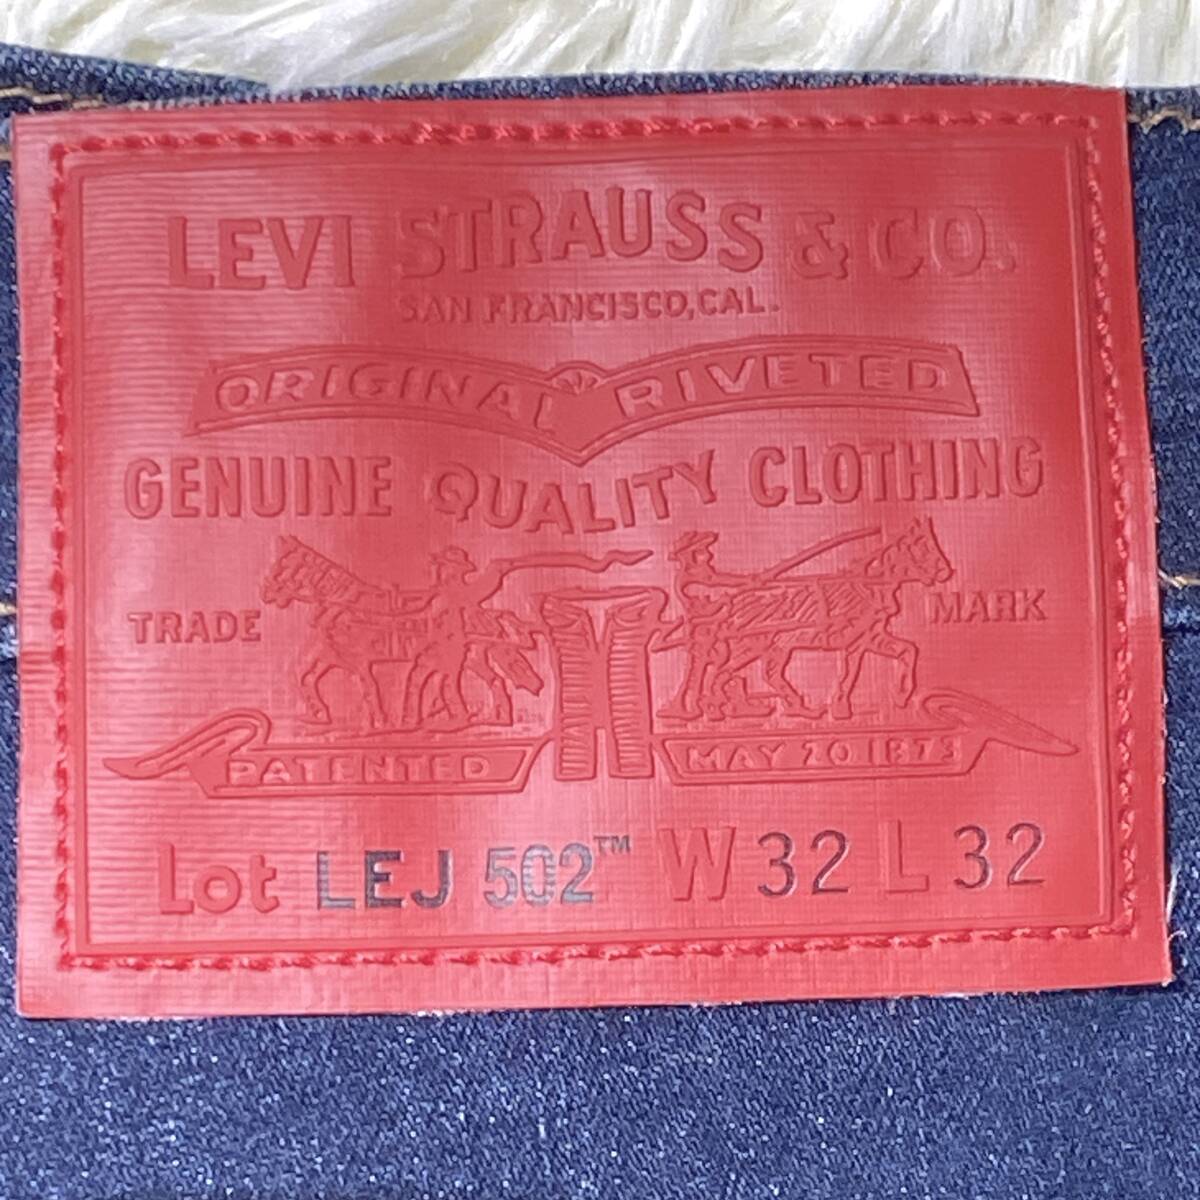 LEVI STRAUSS & CO.
SAN FRANCISCO, CAL.
ORIGINAL RIVETED
GENUINE QUALITY CLOTHING
TRADE MARK
PATENTED MAY 20 1873
Lot LEJ 502™ W 32 L 32